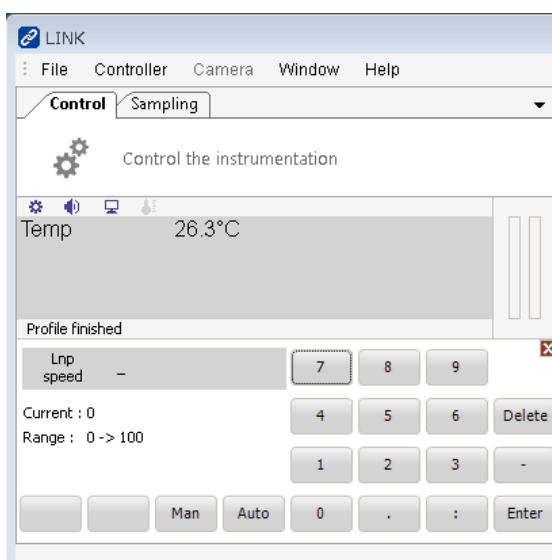 LINK
File Controller Camera Window Help
Control Sampling
Control the instrumentation
Temp 26.3°C
Profile finished
Lnp
speed –
7 8 9
Current : 0
4 5 6 Delete
Range : 0 -> 100
1 2 3 -
Man Auto 0 . : Enter